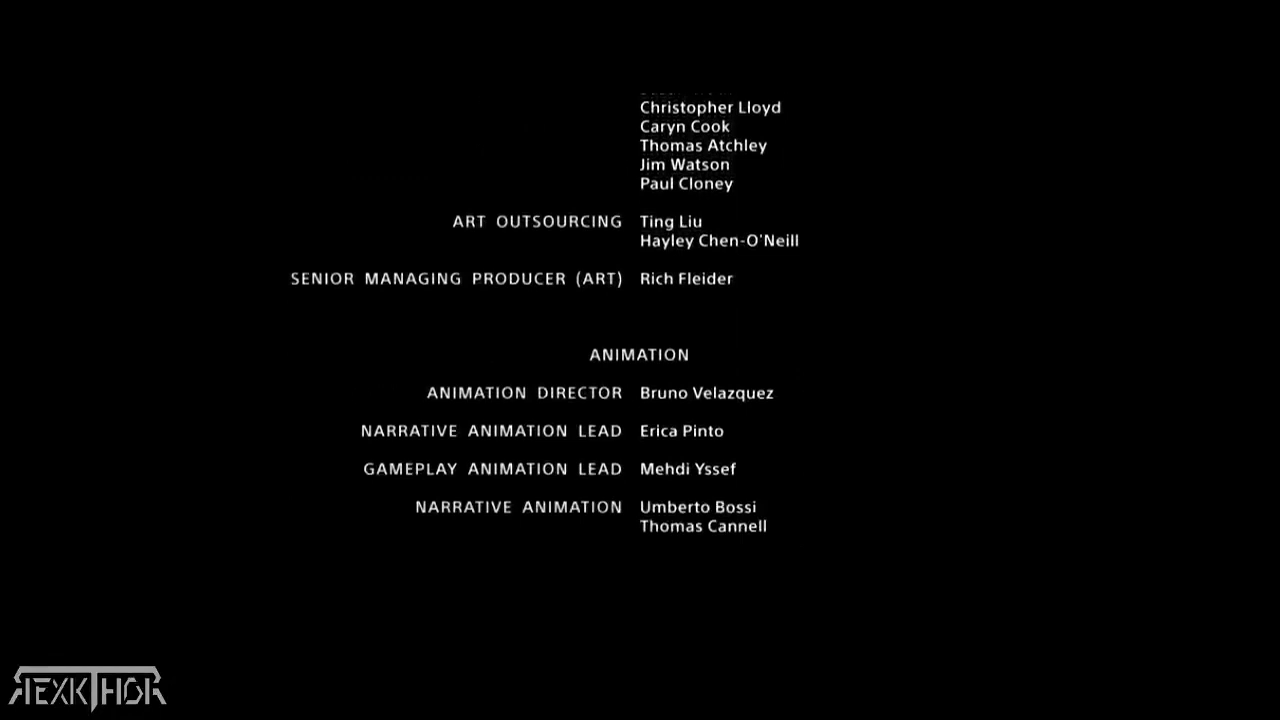 Christopher Lloyd
Caryn Cook
Thomas Atchley
Jim Watson
Paul Cloney
ART OUTSOURCING Ting Liu
Hayley Chen-O'Neill
SENIOR MANAGING PRODUCER (ART) Rich Fleider
ANIMATION
ANIMATION DIRECTOR Bruno Velazquez
NARRATIVE ANIMATION LEAD Erica Pinto
GAMEPLAY ANIMATION LEAD Mehdi Yssef
NARRATIVE ANIMATION Umberto Bossi
Thomas Cannell